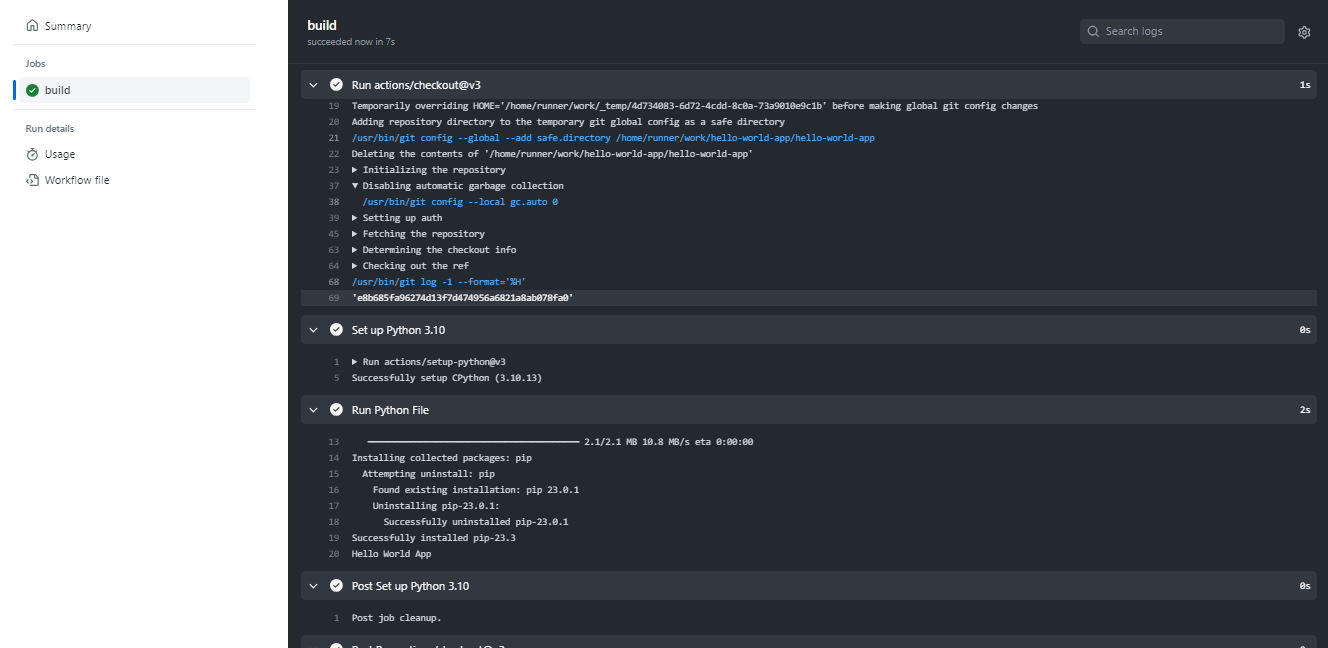 Summary
Jobs
build
Run details
Usage
Workflow file
build
succeeded now in 7s
Search logs
Run actions/checkout@v3 1s
19 Temporarily overriding HOME='/home/runner/work/_temp/4d734083-6d72-4cdd-8c0a-73a9010e9c1b' before making global git config changes
20 Adding repository directory to the temporary git global config as a safe directory
21 /usr/bin/git config --global --add safe.directory /home/runner/work/hello-world-app/hello-world-app
22 Deleting the contents of '/home/runner/work/hello-world-app/hello-world-app'
23 ▶ Initializing the repository
37 ▼ Disabling automatic garbage collection
38 /usr/bin/git config --local gc.auto 0
39 ▶ Setting up auth
45 ▶ Fetching the repository
63 ▶ Determining the checkout info
64 ▶ Checking out the ref
68 /usr/bin/git log -1 --format='%H'
69 'e8b685fa96274d13f7d474956a6821a8ab078fa0'
Set up Python 3.10 0s
1 ▶ Run actions/setup-python@v3
5 Successfully setup CPython (3.10.13)
Run Python File 2s
13 ━━━━━━━━━━━━━━━━━━━━━━━━━━━━━━━━━━━━━━━━ 2.1/2.1 MB 10.8 MB/s eta 0:00:00
14 Installing collected packages: pip
15 Attempting uninstall: pip
16 Found existing installation: pip 23.0.1
17 Uninstalling pip-23.0.1:
18 Successfully uninstalled pip-23.0.1
19 Successfully installed pip-23.3
20 Hello World App
Post Set up Python 3.10 0s
1 Post job cleanup.